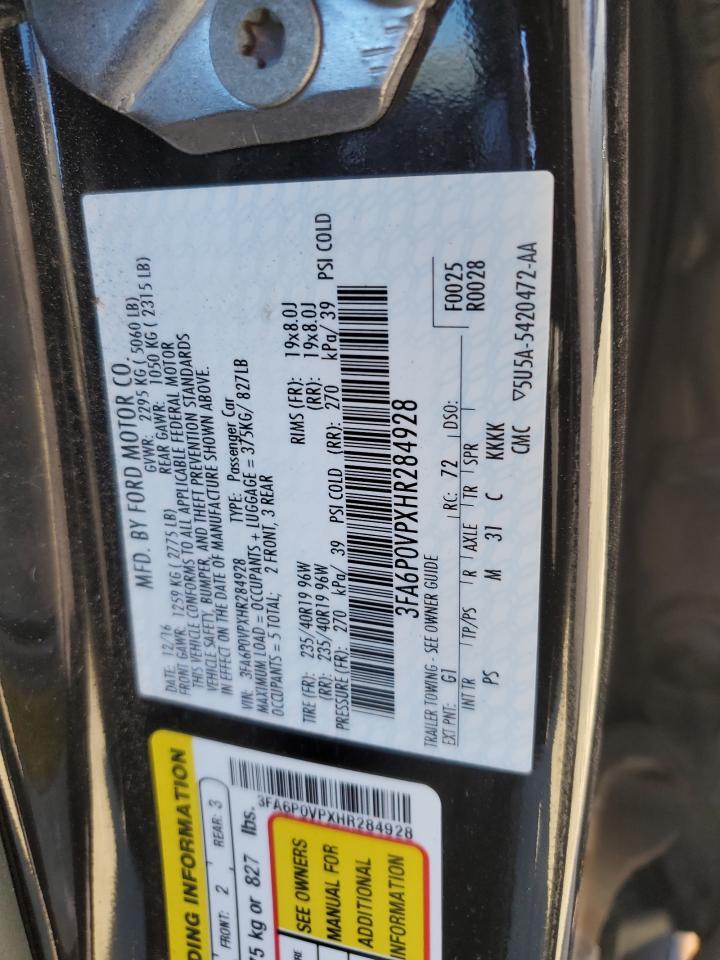 MFD. BY FORD MOTOR CO.
DATE: 12/16 GVWR: 2295 KG ( 5060 LB)
FRONT GAWR: 1259 KG ( 2775 LB) REAR GAWR: 1050 KG ( 2315 LB)
THIS VEHICLE CONFORMS TO ALL APPLICABLE FEDERAL MOTOR
VEHICLE SAFETY, BUMPER, AND THEFT PREVENTION STANDARDS
IN EFFECT ON THE DATE OF MANUFACTURE SHOWN ABOVE.
VIN: 3FA6P0VPXHR284928 TYPE: Passenger Car
MAXIMUM LOAD = OCCUPANTS + LUGGAGE = 375KG/ 827LB
OCCUPANTS = 5 TOTAL; 2 FRONT, 3 REAR
TIRE (FR): 235/40R19 96W RIMS (FR): 19x8.0J
(RR): 235/40R19 96W (RR): 19x8.0J
PRESSURE (FR): 270 kPa/ 39 PSI COLD (RR): 270 kPa/ 39 PSI COLD
3FA6P0VPXHR284928
TRAILER TOWING - SEE OWNER GUIDE F0025
EXT PNT: G1 RC: 72 DSO: R0028
INT TR TP/PS R AXLE TR SPR
PS M 31 C KKKK
CMC ▽5U5A-5420472-AA
DING INFORMATION
FRONT: 2 REAR: 3
75 kg or 827 lbs.
3FA6P0VPXHR284928
SEE OWNERS
MANUAL FOR
ADDITIONAL
INFORMATION